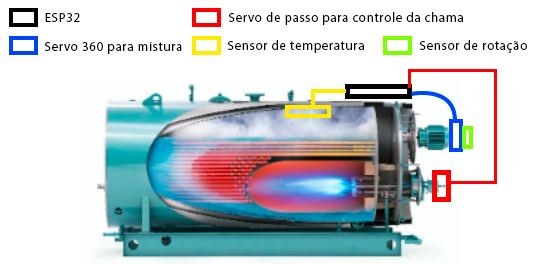 ESP32
Servo de passo para controle da chama
Servo 360 para mistura
Sensor de temperatura
Sensor de rotação